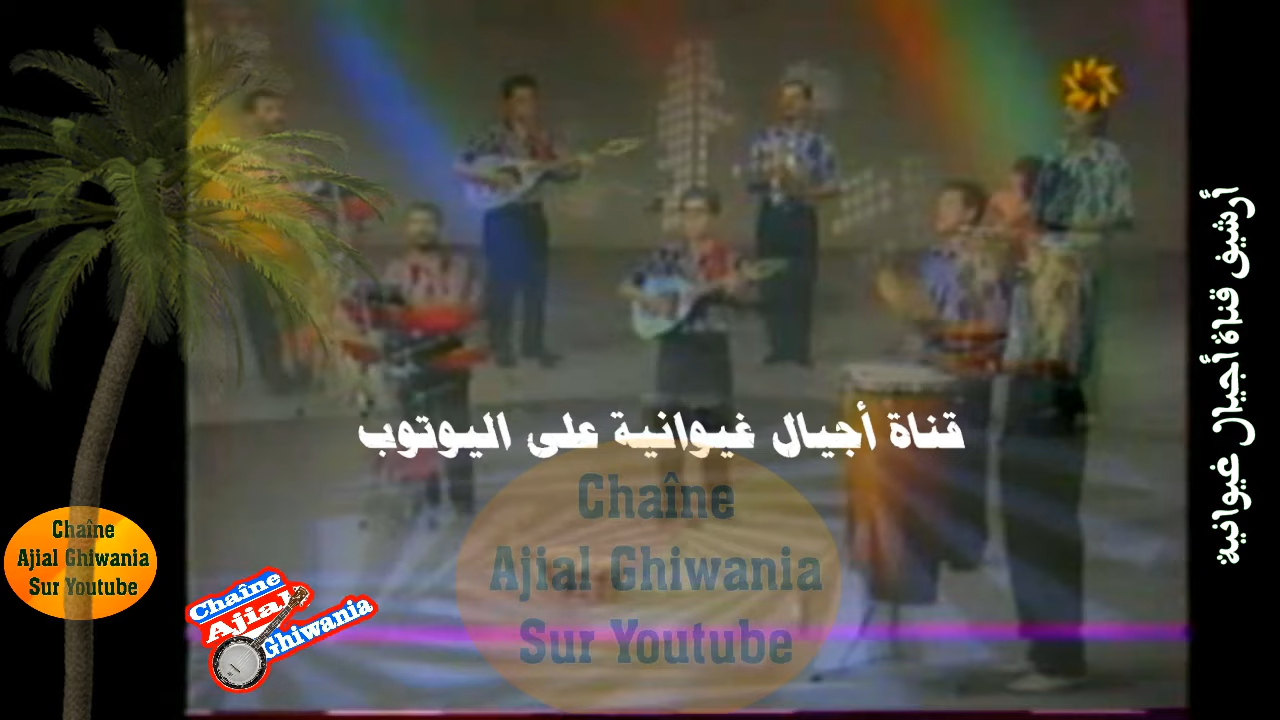 قناة أجيال غيوانية على اليوتوب
Chaîne
Ajial Ghiwania
Sur Youtube
Chaîne
Ajial Ghiwania
Sur Youtube
Chaîne
Ajial
Ghiwania
أرشيق قناة أجيال غيوانية